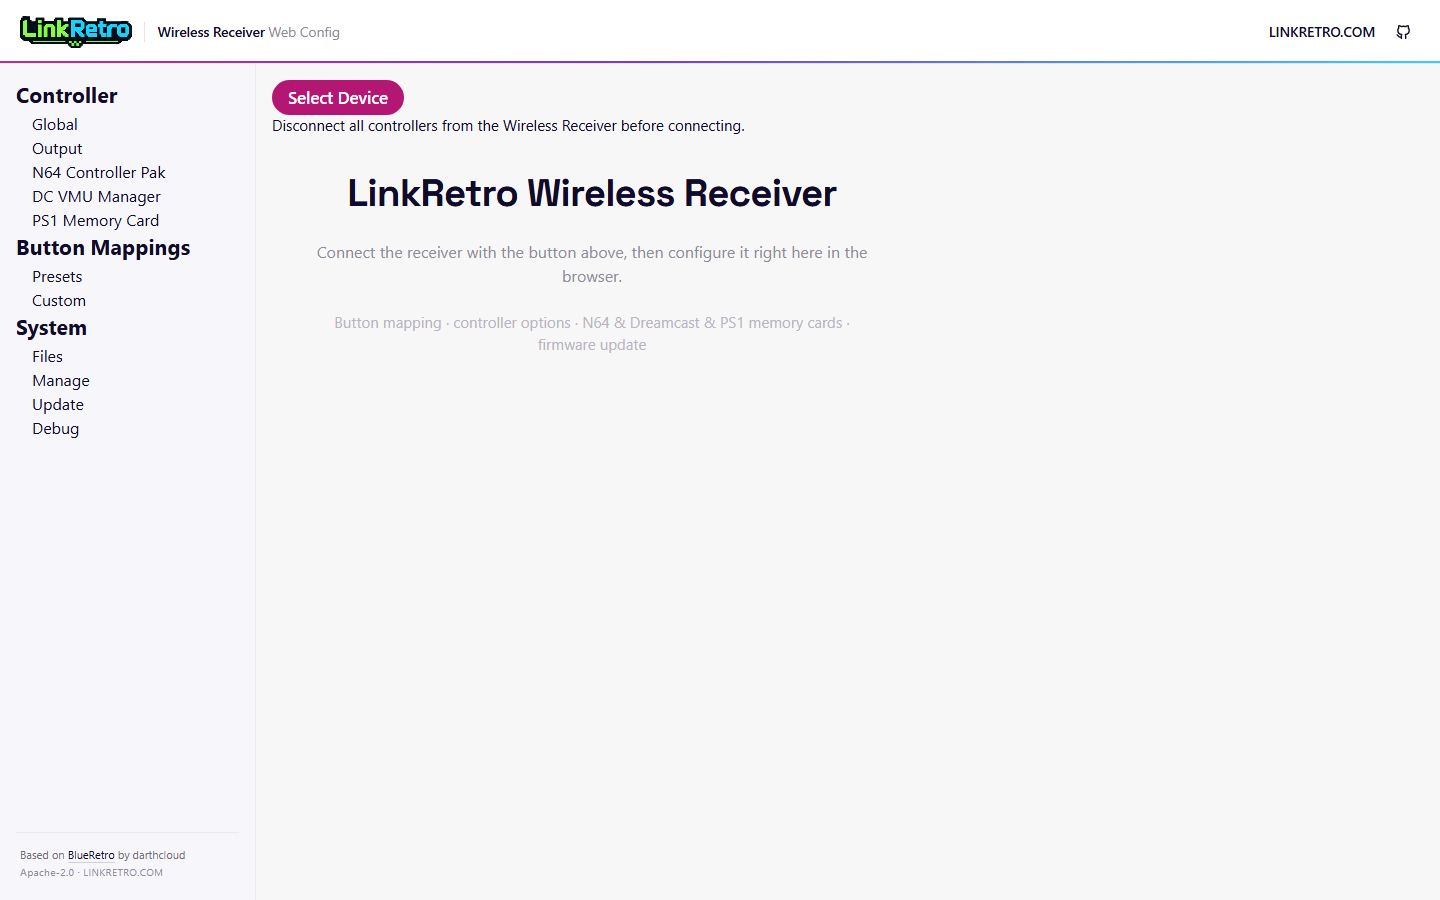 LinkRetro
Wireless Receiver Web Config
LINKRETRO.COM
Controller
Global
Output
N64 Controller Pak
DC VMU Manager
PS1 Memory Card
Button Mappings
Presets
Custom
System
Files
Manage
Update
Debug
Based on BlueRetro by darthcloud
Apache-2.0 · LINKRETRO.COM
Select Device
Disconnect all controllers from the Wireless Receiver before connecting.
LinkRetro Wireless Receiver
Connect the receiver with the button above, then configure it right here in the
browser.
Button mapping · controller options · N64 & Dreamcast & PS1 memory cards ·
firmware update